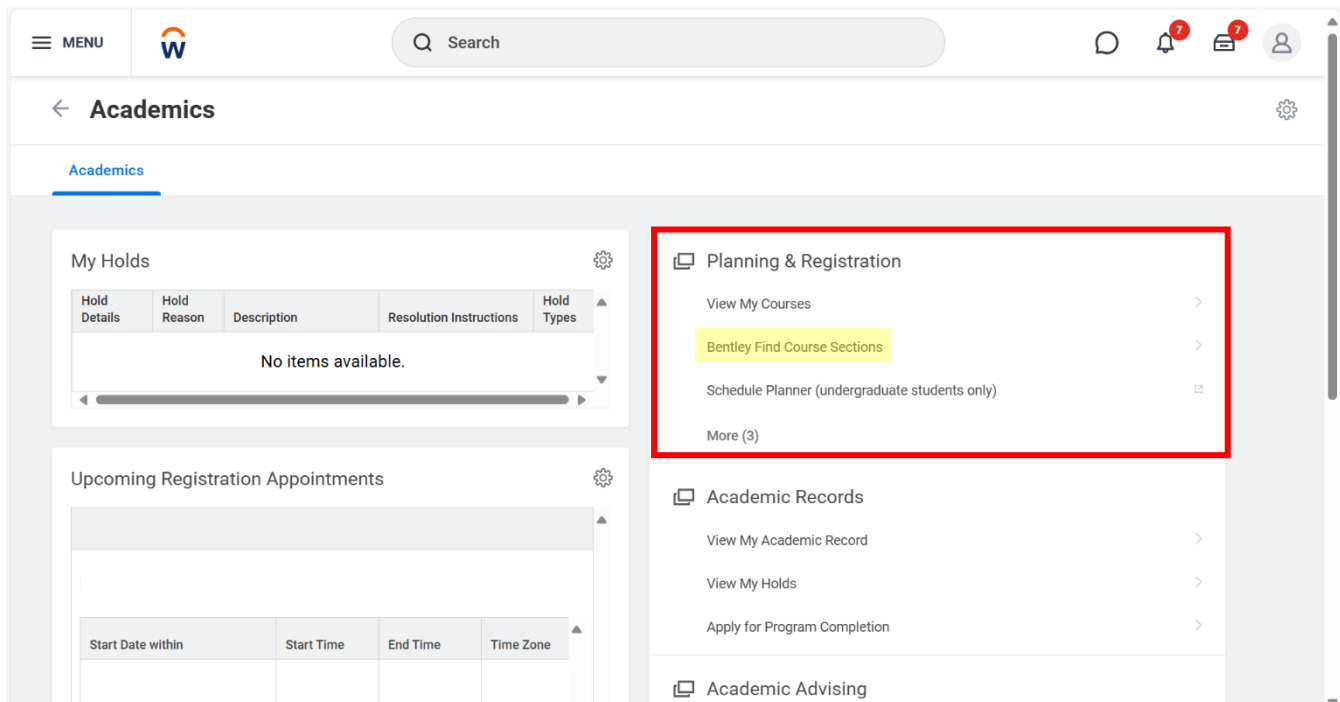 MENU
W
Search
7
7
Academics
Academics
My Holds
Hold Details
Hold Reason
Description
Resolution Instructions
Hold Types
No items available.
Upcoming Registration Appointments
Start Date within
Start Time
End Time
Time Zone
Planning & Registration
View My Courses
Bentley Find Course Sections
Schedule Planner (undergraduate students only)
More (3)
Academic Records
View My Academic Record
View My Holds
Apply for Program Completion
Academic Advising